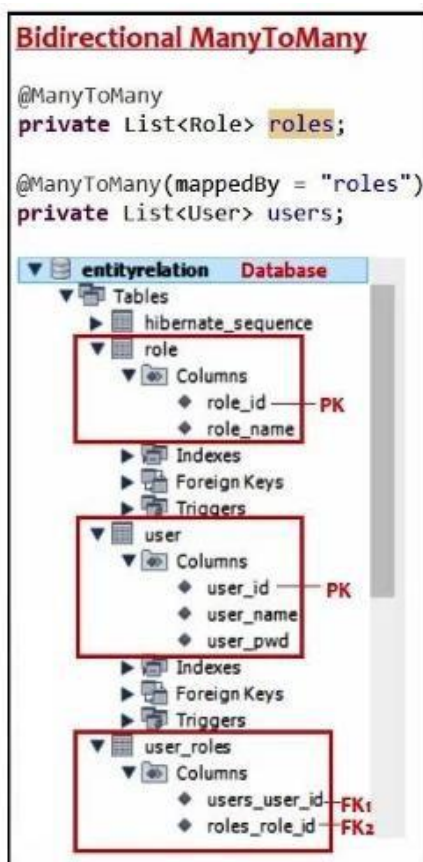 Bidirectional ManyToMany
@ManyToMany
private List<Role> roles;
@ManyToMany(mappedBy = "roles")
private List<User> users;
entityrelation Database
Tables
hibernate_sequence
role
Columns
role_id PK
role_name
Indexes
Foreign Keys
Triggers
user
Columns
user_id PK
user_name
user_pwd
Indexes
Foreign Keys
Triggers
user_roles
Columns
users_user_id FK1
roles_role_id FK2